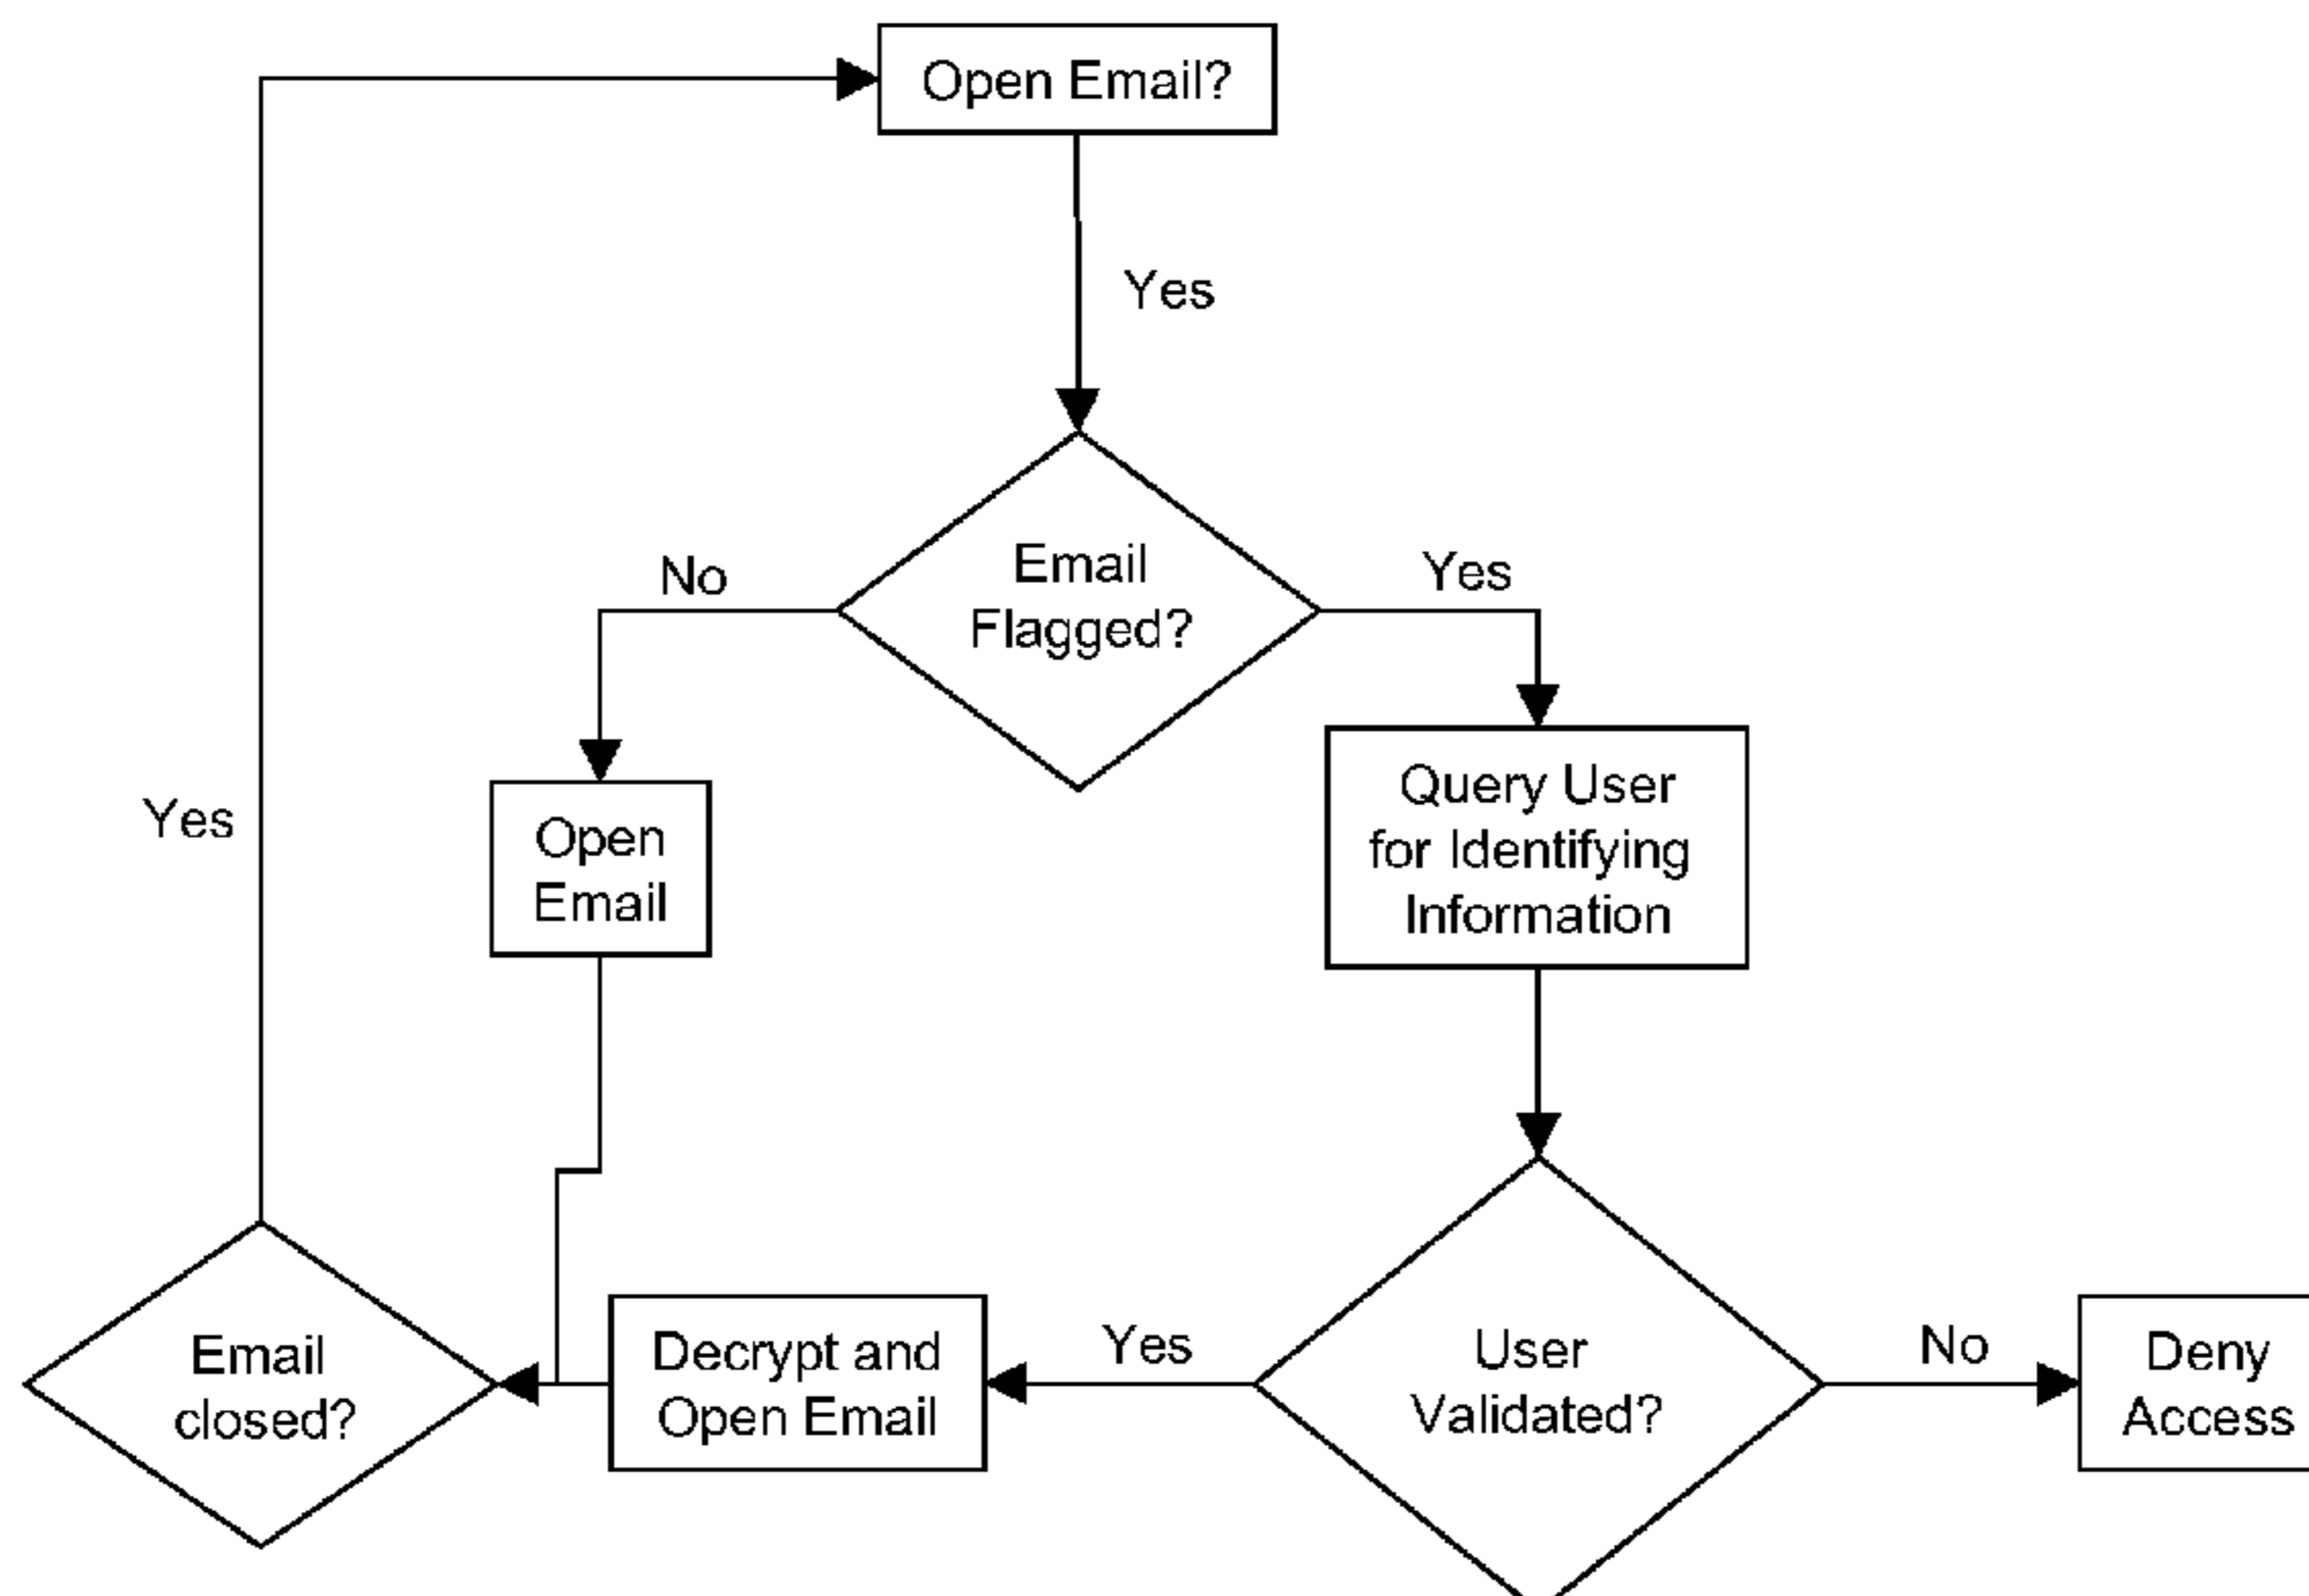 Open Email?
Yes
No
Email
Flagged?
Yes
Open
Email
Query User
for Identifying
Information
Yes
Email
closed?
Decrypt and
Open Email
Yes
User
Validated?
No
Deny
Access